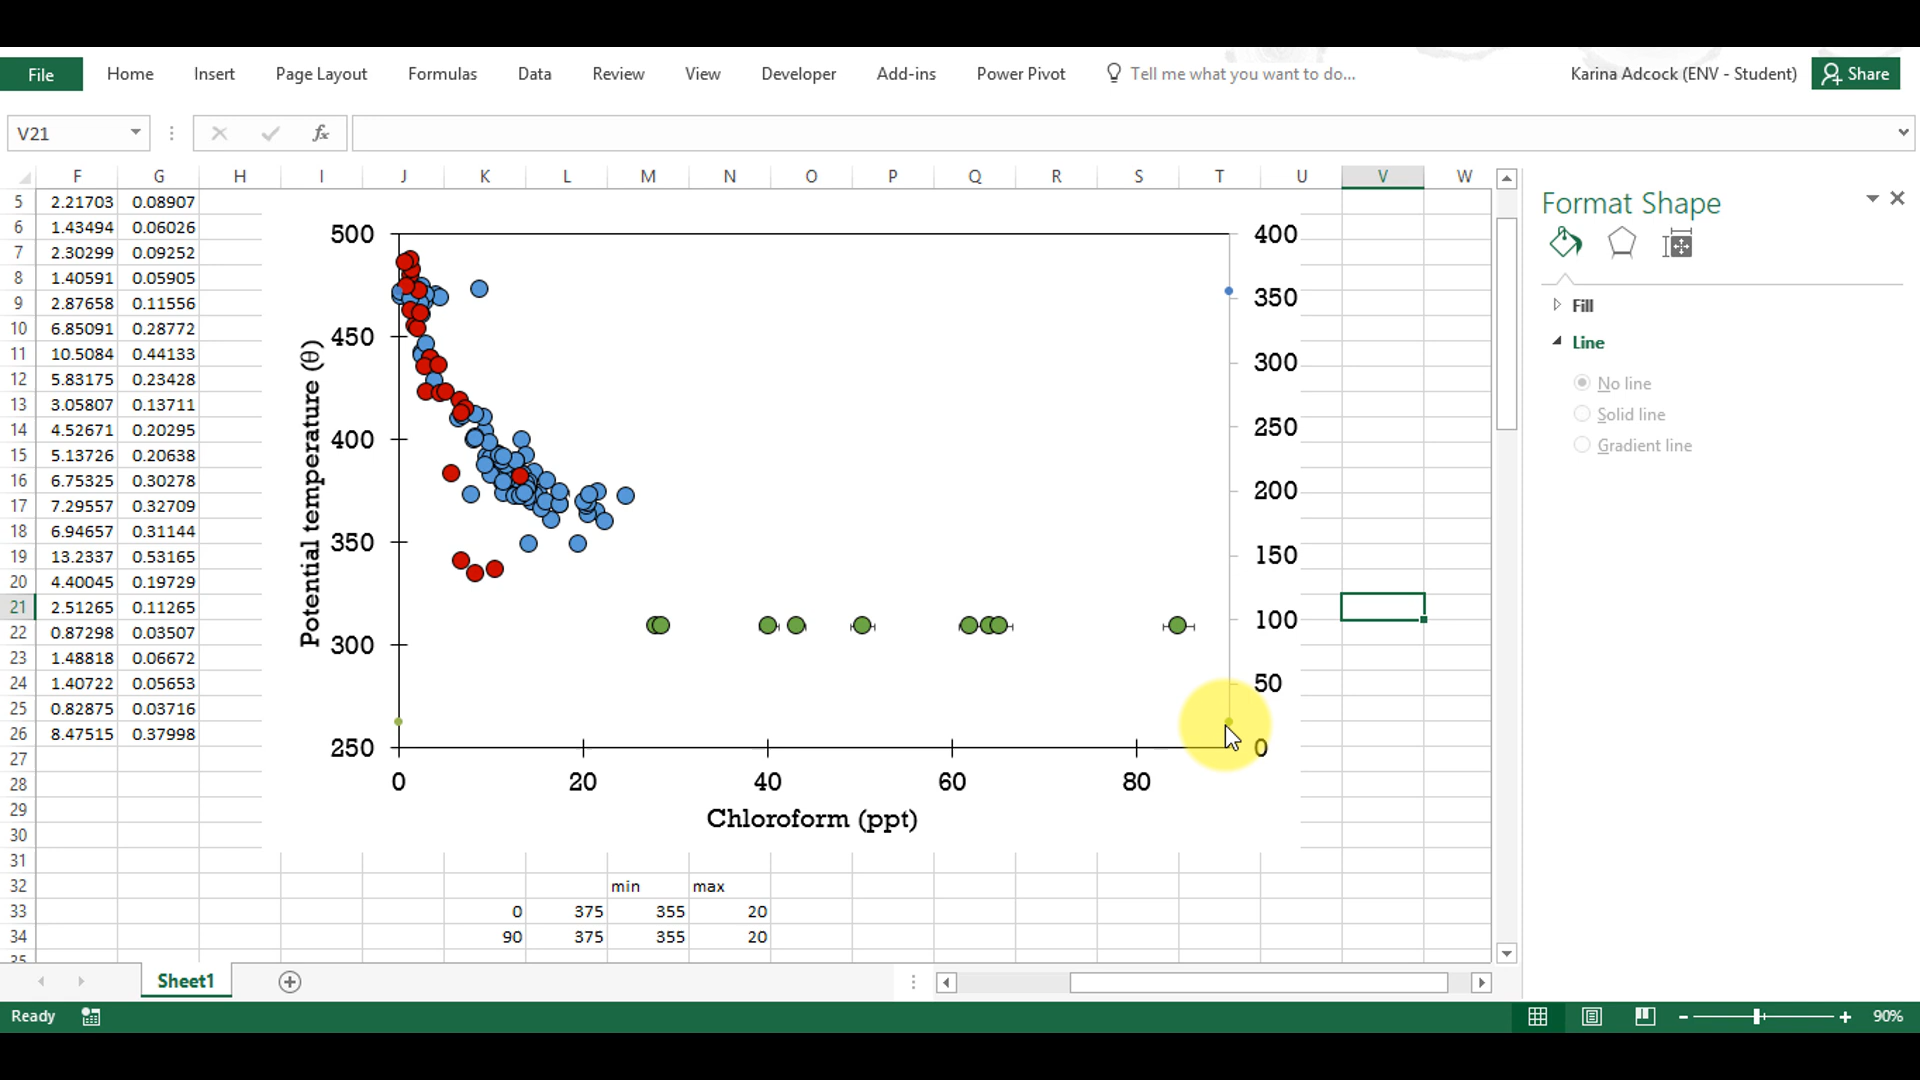 File Home Insert Page Layout Formulas Data Review View Developer Add-ins Power Pivot Tell me what you want to do... Karina Adcock (ENV - Student) Share
V21 fx
F G H I J K L M N O P Q R S T U V W
5 2.21703 0.08907
6 1.43494 0.06026
7 2.30299 0.09252
8 1.40591 0.05905
9 2.87658 0.11556
10 6.85091 0.28772
11 10.5084 0.44133
12 5.83175 0.23428
13 3.05807 0.13711
14 4.52671 0.20295
15 5.13726 0.20638
16 6.75325 0.30278
17 7.29557 0.32709
18 6.94657 0.31144
19 13.2337 0.53165
20 4.40045 0.19729
21 2.51265 0.11265
22 0.87298 0.03507
23 1.48818 0.06672
24 1.40722 0.05653
25 0.82875 0.03716
26 8.47515 0.37998
27
28
29
30
31
32 min max
33 0 375 355 20
34 90 375 355 20
35
Potential temperature (θ)
500
450
400
350
300
250
400
350
300
250
200
150
100
50
0
0 20 40 60 80
Chloroform (ppt)
Format Shape
Fill
Line
No line
Solid line
Gradient line
Sheet1
Ready
90%